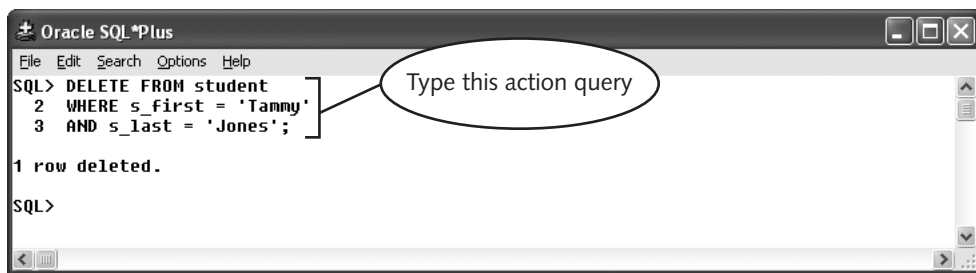 Oracle SQL*Plus
File Edit Search Options Help
SQL> DELETE FROM student
2 WHERE s_first = 'Tammy'
3 AND s_last = 'Jones';
Type this action query
1 row deleted.
SQL>